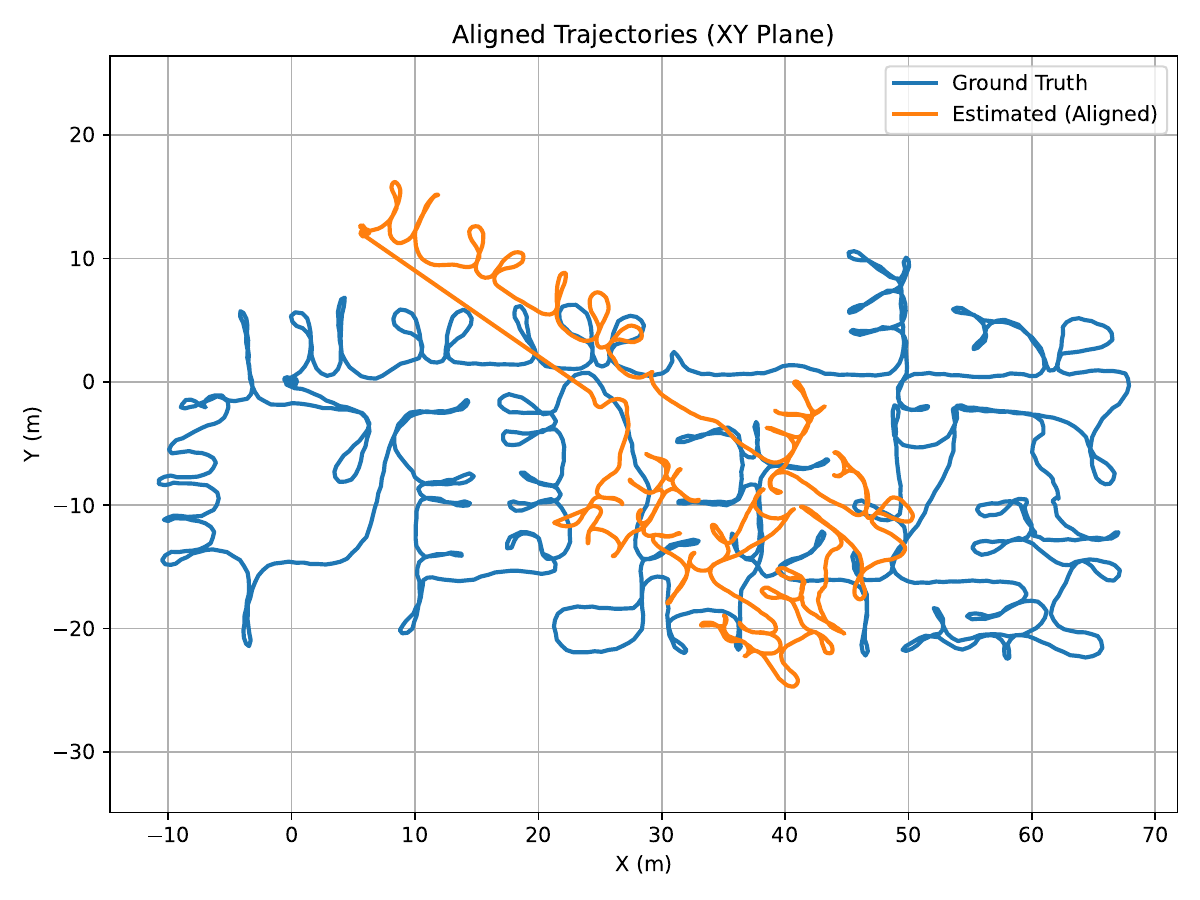 Aligned Trajectories (XY Plane)
Ground Truth
Estimated (Aligned)
20
10
0
−10
−20
−30
Y (m)
−10 0 10 20 30 40 50 60 70
X (m)